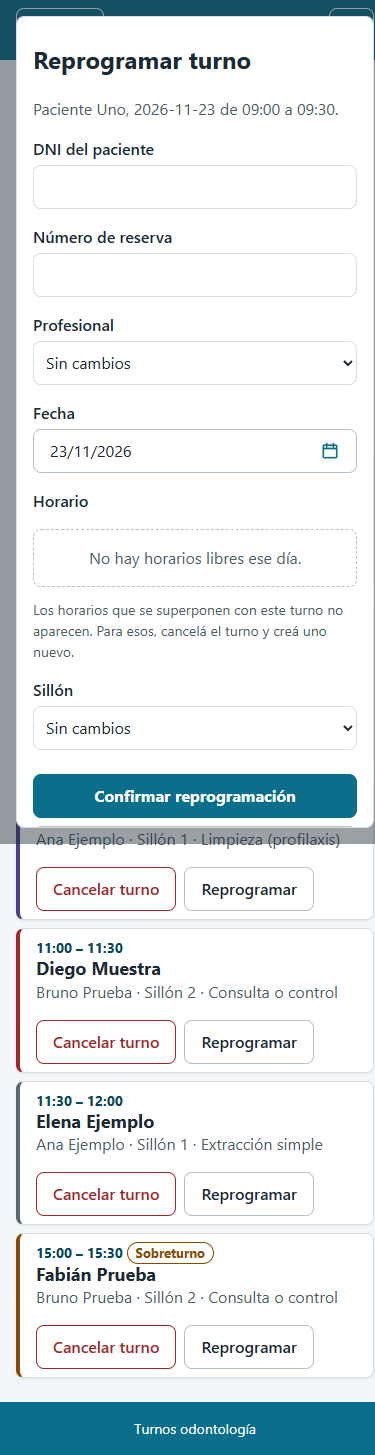 Reprogramar turno
Paciente Uno, 2026-11-23 de 09:00 a 09:30.
DNI del paciente
Número de reserva
Profesional
Sin cambios
Fecha
23/11/2026
Horario
No hay horarios libres ese día.
Los horarios que se superponen con este turno no
aparecen. Para esos, cancelá el turno y creá uno
nuevo.
Sillón
Sin cambios
Confirmar reprogramación
Ana Ejemplo · Sillón 1 · Limpieza (profilaxis)
Cancelar turno Reprogramar
11:00 – 11:30
Diego Muestra
Bruno Prueba · Sillón 2 · Consulta o control
Cancelar turno Reprogramar
11:30 – 12:00
Elena Ejemplo
Ana Ejemplo · Sillón 1 · Extracción simple
Cancelar turno Reprogramar
15:00 – 15:30 Sobreturno
Fabián Prueba
Bruno Prueba · Sillón 2 · Consulta o control
Cancelar turno Reprogramar
Turnos odontología